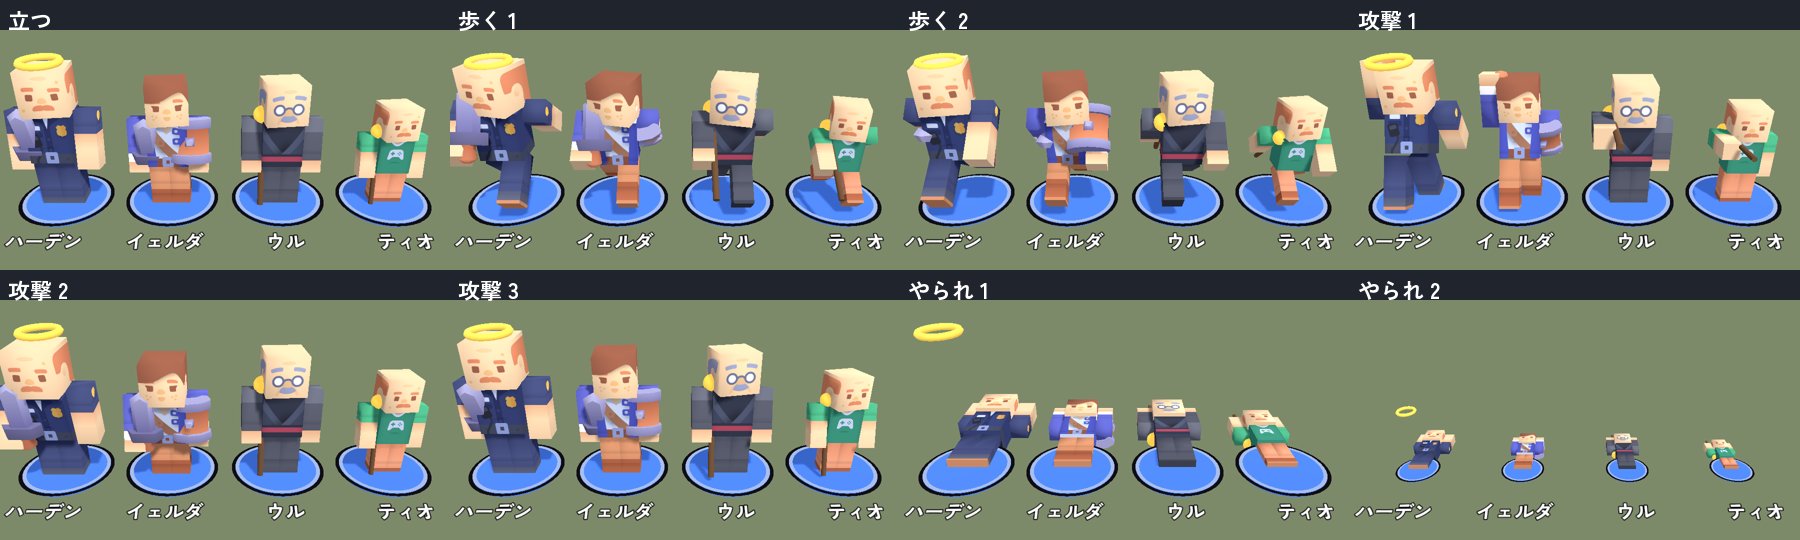 立つ
歩く1
歩く2
攻撃1
ハーデン イェルダ ウル ティオ
ハーデン イェルダ ウル ティオ
ハーデン イェルダ ウル ティオ
ハーデン イェルダ ウル ティオ
攻撃2
攻撃3
やられ1
やられ2
ハーデン イェルダ ウル ティオ
ハーデン イェルダ ウル ティオ
ハーデン イェルダ ウル ティオ
ハーデン イェルダ ウル ティオ